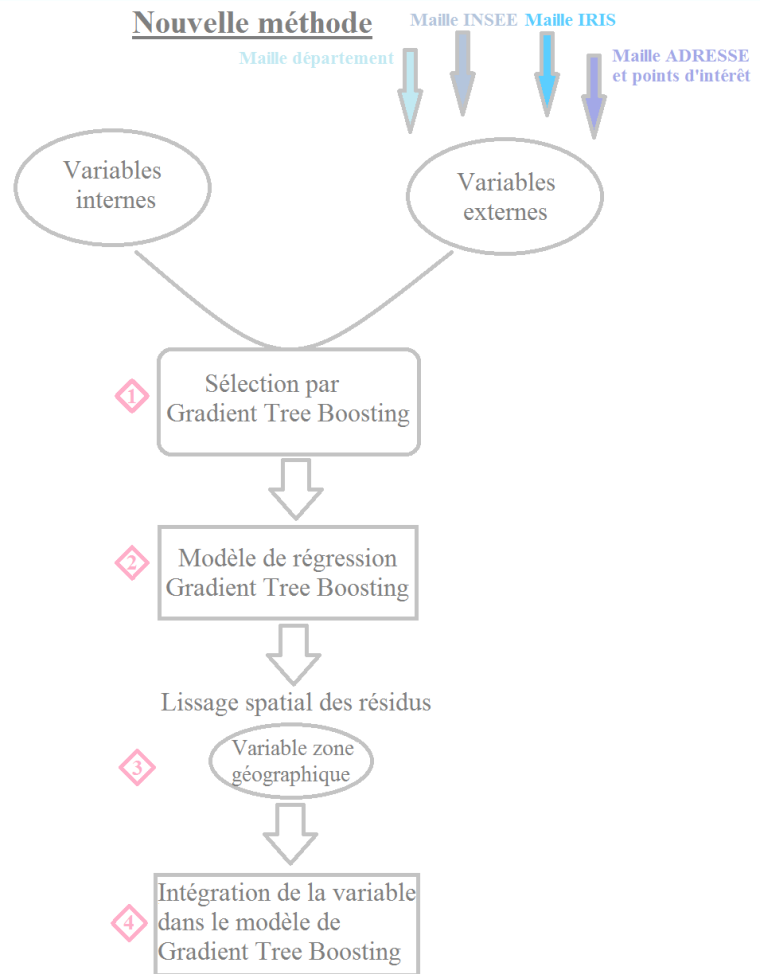 Nouvelle méthode
Maille INSEE
Maille IRIS
Maille département
Maille ADRESSE
et points d'intérêt
Variables
internes
Variables
externes
1
Sélection par
Gradient Tree Boosting
2
Modèle de régression
Gradient Tree Boosting
Lissage spatial des résidus
3
Variable zone
géographique
4
Intégration de la variable
dans le modèle de
Gradient Tree Boosting